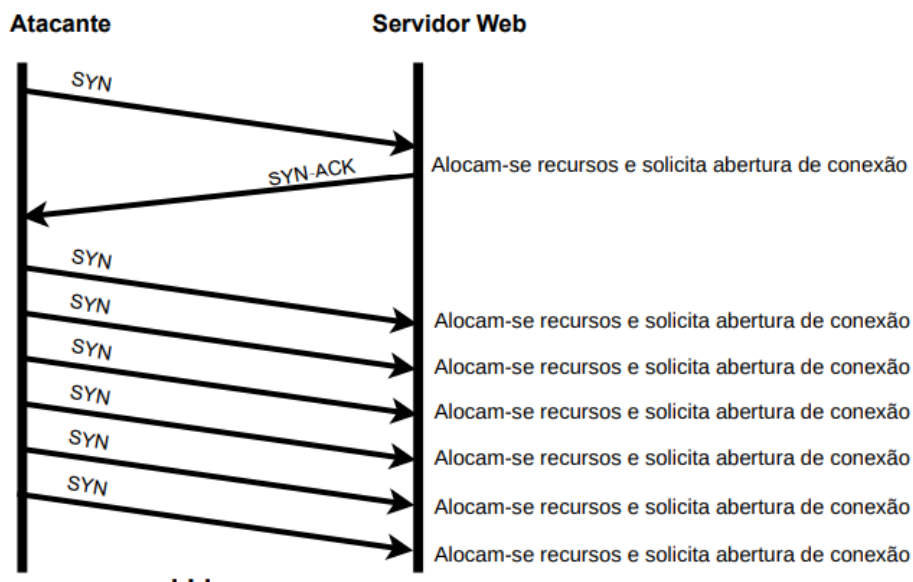 Atacante
Servidor Web
SYN
Alocam-se recursos e solicita abertura de conexão
SYN-ACK
SYN
SYN
Alocam-se recursos e solicita abertura de conexão
SYN
Alocam-se recursos e solicita abertura de conexão
SYN
Alocam-se recursos e solicita abertura de conexão
SYN
Alocam-se recursos e solicita abertura de conexão
SYN
Alocam-se recursos e solicita abertura de conexão
Alocam-se recursos e solicita abertura de conexão
...